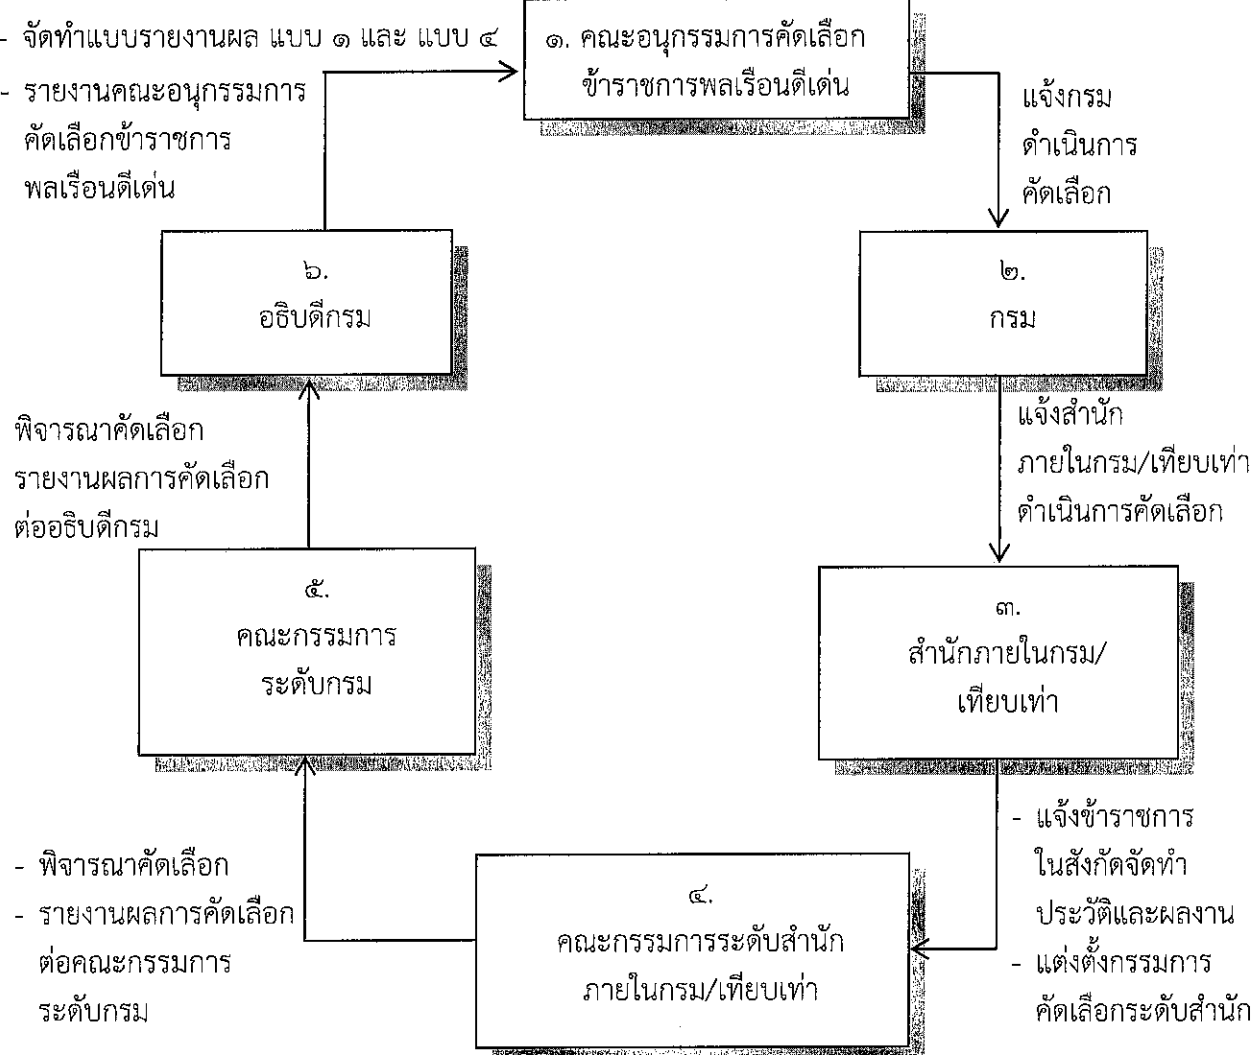 - จัดทำแบบรายงานผล แบบ ๑ และ แบบ ๔
- รายงานคณะอนุกรรมการ
คัดเลือกข้าราชการ
พลเรือนดีเด่น
๑. คณะอนุกรรมการคัดเลือก
ข้าราชการพลเรือนดีเด่น
แจ้งกรม
ดำเนินการ
คัดเลือก
๒.
กรม
แจ้งสำนัก
ภายในกรม/เทียบเท่า
ดำเนินการคัดเลือก
๓.
สำนักภายในกรม/
เทียบเท่า
- แจ้งข้าราชการ
ในสังกัดจัดทำ
ประวัติและผลงาน
- แต่งตั้งกรรมการ
คัดเลือกระดับสำนัก
๔.
คณะกรรมการระดับสำนัก
ภายในกรม/เทียบเท่า
- พิจารณาคัดเลือก
- รายงานผลการคัดเลือก
ต่อคณะกรรมการ
ระดับกรม
๕.
คณะกรรมการ
ระดับกรม
พิจารณาคัดเลือก
รายงานผลการคัดเลือก
ต่ออธิบดีกรม
๖.
อธิบดีกรม